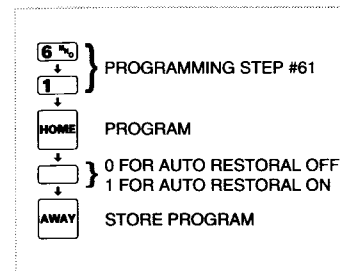 6 MNO
1
PROGRAMMING STEP #61
HOME
PROGRAM
0 FOR AUTO RESTORAL OFF
1 FOR AUTO RESTORAL ON
AWAY
STORE PROGRAM